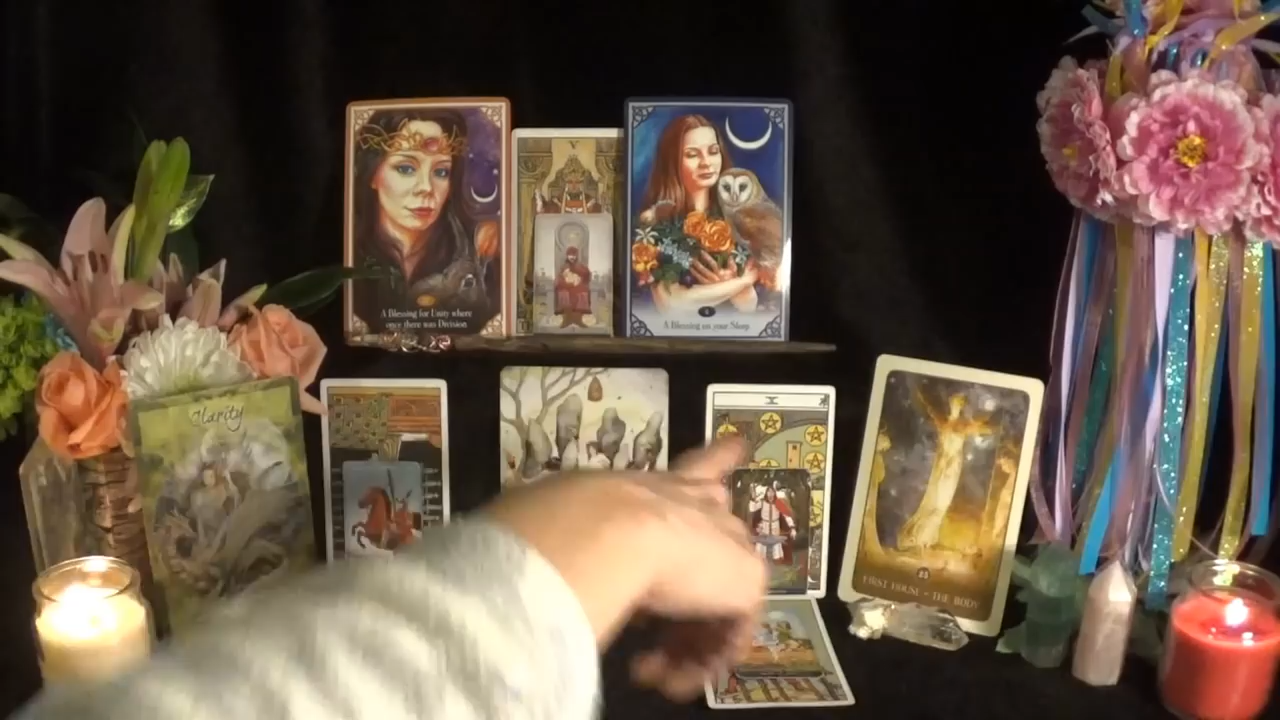 V
A Blessing for Unity where
once there was Division
A Blessing on your Sleep
Clarity
FIRST HOUSE - THE BODY